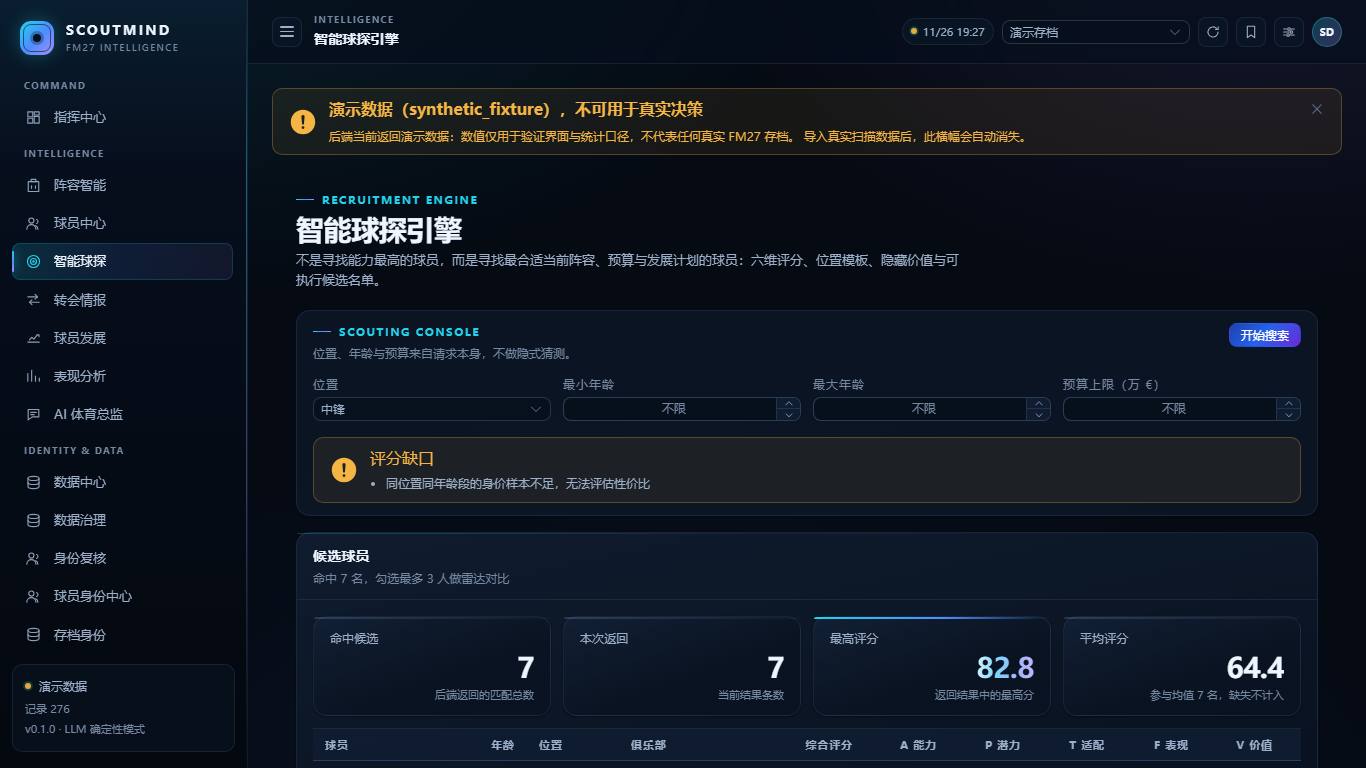 SCOUTMIND
FM27 INTELLIGENCE
COMMAND
指挥中心
INTELLIGENCE
阵容智能
球员中心
智能球探
转会情报
球员发展
表现分析
AI 体育总监
IDENTITY & DATA
数据中心
数据治理
身份复核
球员身份中心
存档身份
演示数据
记录 276
v0.1.0 · LLM 确定性模式
INTELLIGENCE
智能球探引擎
11/26 19:27
演示存档
SD
演示数据（synthetic_fixture），不可用于真实决策
后端当前返回演示数据：数值仅用于验证界面与统计口径，不代表任何真实 FM27 存档。 导入真实扫描数据后，此横幅会自动消失。
RECRUITMENT ENGINE
智能球探引擎
不是寻找能力最高的球员，而是寻找最合适当前阵容、预算与发展计划的球员：六维评分、位置模板、隐藏价值与可
执行候选名单。
SCOUTING CONSOLE
开始搜索
位置、年龄与预算来自请求本身，不做隐式猜测。
位置 最小年龄 最大年龄 预算上限（万 €）
中锋 不限 不限 不限
评分缺口
• 同位置同年龄段的身价样本不足，无法评估性价比
候选球员
命中 7 名，勾选最多 3 人做雷达对比
命中候选 本次返回 最高评分 平均评分
7 7 82.8 64.4
后端返回的匹配总数 当前结果条数 返回结果中的最高分 参与均值 7 名，缺失不计入
球员 年龄 位置 俱乐部 综合评分 A 能力 P 潜力 T 适配 F 表现 V 价值